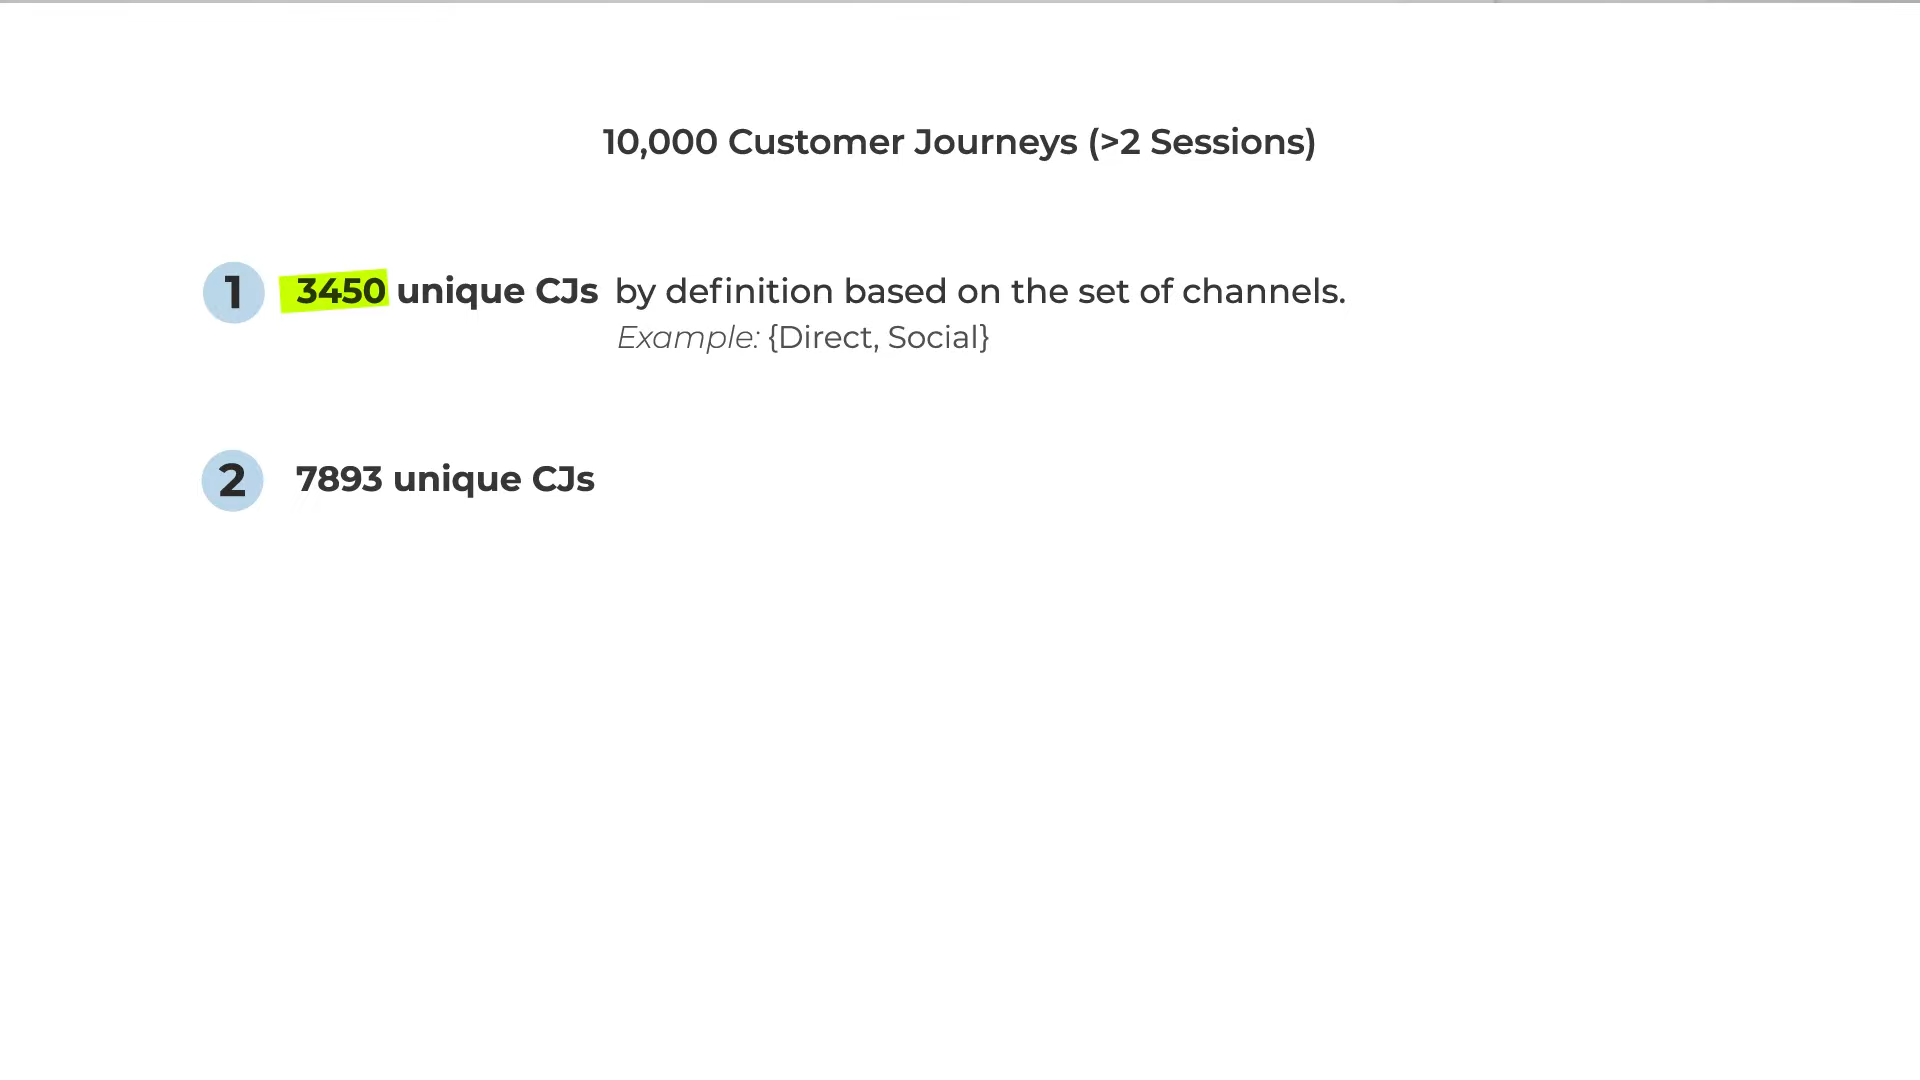 10,000 Customer Journeys (>2 Sessions)
1 3450 unique CJs by definition based on the set of channels.
Example: {Direct, Social}
2 7893 unique CJs